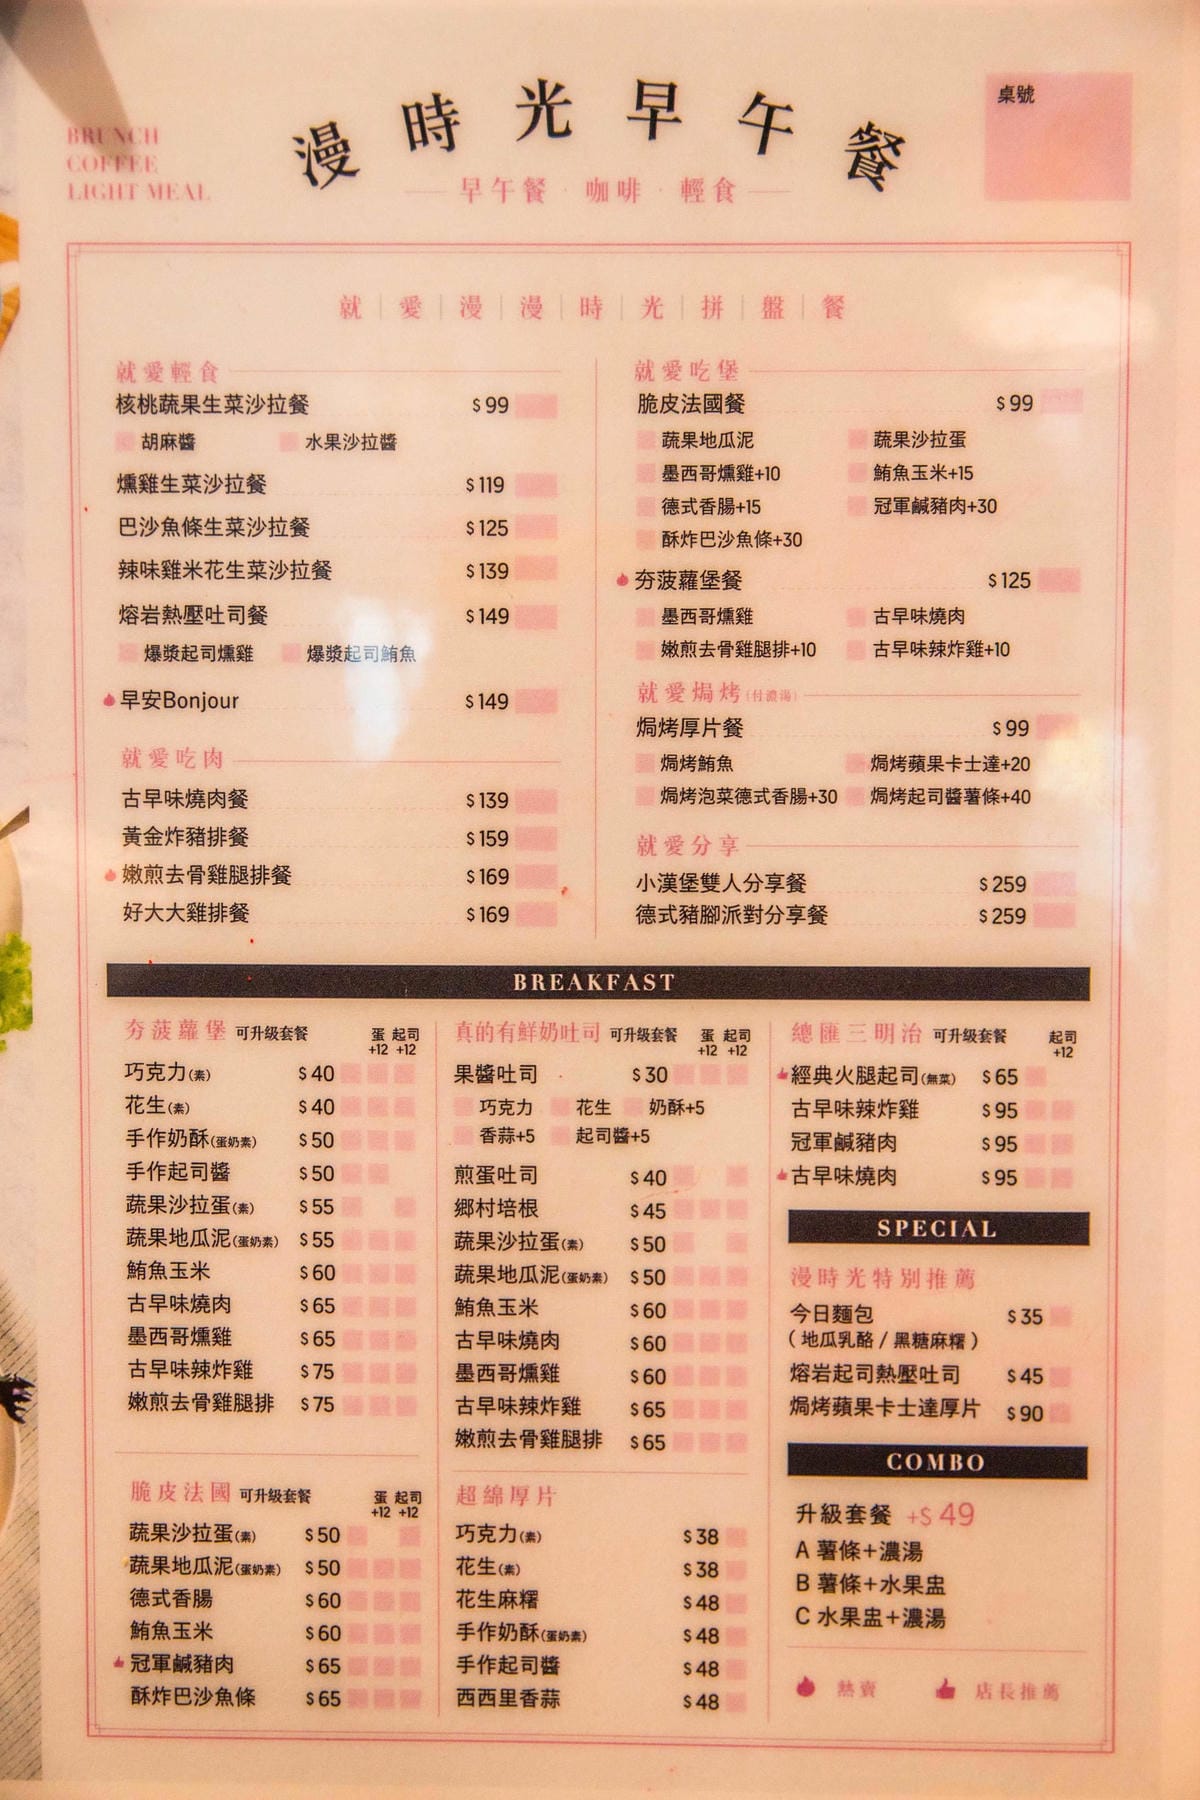 BRUNCH
COFFEE
LIGHT MEAL
漫時光早午餐
早午餐·咖啡·輕食
桌號
就|愛|漫|漫|時|光|拼|盤|餐
就愛輕食
核桃蔬果生菜沙拉餐 $99
胡麻醬 水果沙拉醬
燻雞生菜沙拉餐 $119
巴沙魚條生菜沙拉餐 $125
辣味雞米花生菜沙拉餐 $139
熔岩熱壓吐司餐 $149
爆漿起司燻雞 爆漿起司鮪魚
早安Bonjour $149
就愛吃肉
古早味燒肉餐 $139
黃金炸豬排餐 $159
嫩煎去骨雞腿排餐 $169
好大大雞排餐 $169
就愛吃堡
脆皮法國餐 $99
蔬果地瓜泥 蔬果沙拉蛋
墨西哥燻雞+10 鮪魚玉米+15
德式香腸+15 冠軍鹹豬肉+30
酥炸巴沙魚條+30
夯菠蘿堡餐 $125
墨西哥燻雞 古早味燒肉
嫩煎去骨雞腿排+10 古早味辣炸雞+10
就愛焗烤(付濃湯)
焗烤厚片餐 $99
焗烤鮪魚 焗烤蘋果卡士達+20
焗烤泡菜德式香腸+30 焗烤起司醬薯條+40
就愛分享
小漢堡雙人分享餐 $259
德式豬腳派對分享餐 $259
BREAKFAST
夯菠蘿堡 可升級套餐 蛋+12 起司+12
巧克力(素) $40
花生(素) $40
手作奶酥(蛋奶素) $50
手作起司醬 $50
蔬果沙拉蛋(素) $55
蔬果地瓜泥(蛋奶素) $55
鮪魚玉米 $60
古早味燒肉 $65
墨西哥燻雞 $65
古早味辣炸雞 $75
嫩煎去骨雞腿排 $75
脆皮法國 可升級套餐 蛋+12 起司+12
蔬果沙拉蛋(素) $50
蔬果地瓜泥(蛋奶素) $50
德式香腸 $60
鮪魚玉米 $60
冠軍鹹豬肉 $65
酥炸巴沙魚條 $65
真的有鮮奶吐司 可升級套餐 蛋+12 起司+12
果醬吐司 $30
巧克力 花生 奶酥+5
香蒜+5 起司醬+5
煎蛋吐司 $40
鄉村培根 $45
蔬果沙拉蛋(素) $50
蔬果地瓜泥(蛋奶素) $50
鮪魚玉米 $60
古早味燒肉 $60
墨西哥燻雞 $60
古早味辣炸雞 $65
嫩煎去骨雞腿排 $65
超綿厚片
巧克力(素) $38
花生(素) $38
花生麻糬 $48
手作奶酥(蛋奶素) $48
手作起司醬 $48
西西里香蒜 $48
總匯三明治 可升級套餐 起司+12
經典火腿起司(無菜) $65
古早味辣炸雞 $95
冠軍鹹豬肉 $95
古早味燒肉 $95
SPECIAL
漫時光特別推薦
今日麵包 $35
(地瓜乳酪/黑糖麻糬)
熔岩起司熱壓吐司 $45
焗烤蘋果卡士達厚片 $90
COMBO
升級套餐 +$49
A 薯條+濃湯
B 薯條+水果盅
C 水果盅+濃湯
熱賣 店長推薦